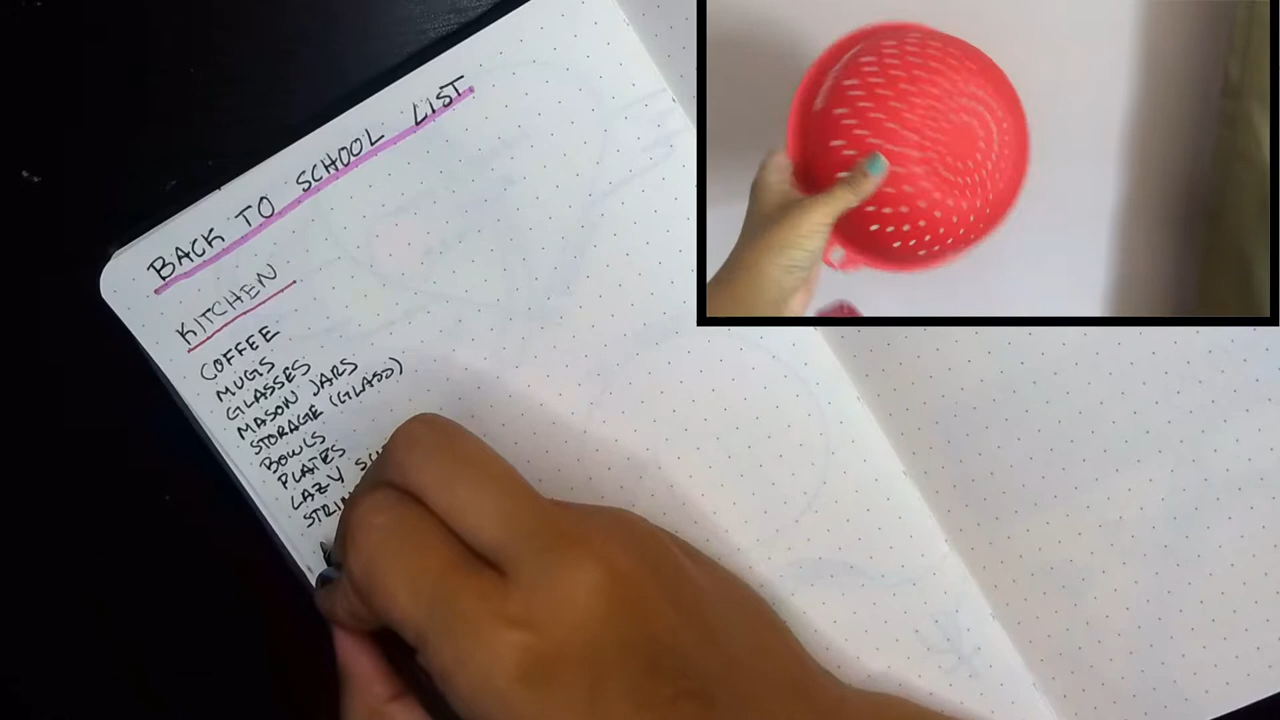 BACK TO SCHOOL LIST
KITCHEN
COFFEE
MUGS
GLASSES
MASON JARS
STORAGE (GLASS)
BOWLS
PLATES
LAZY